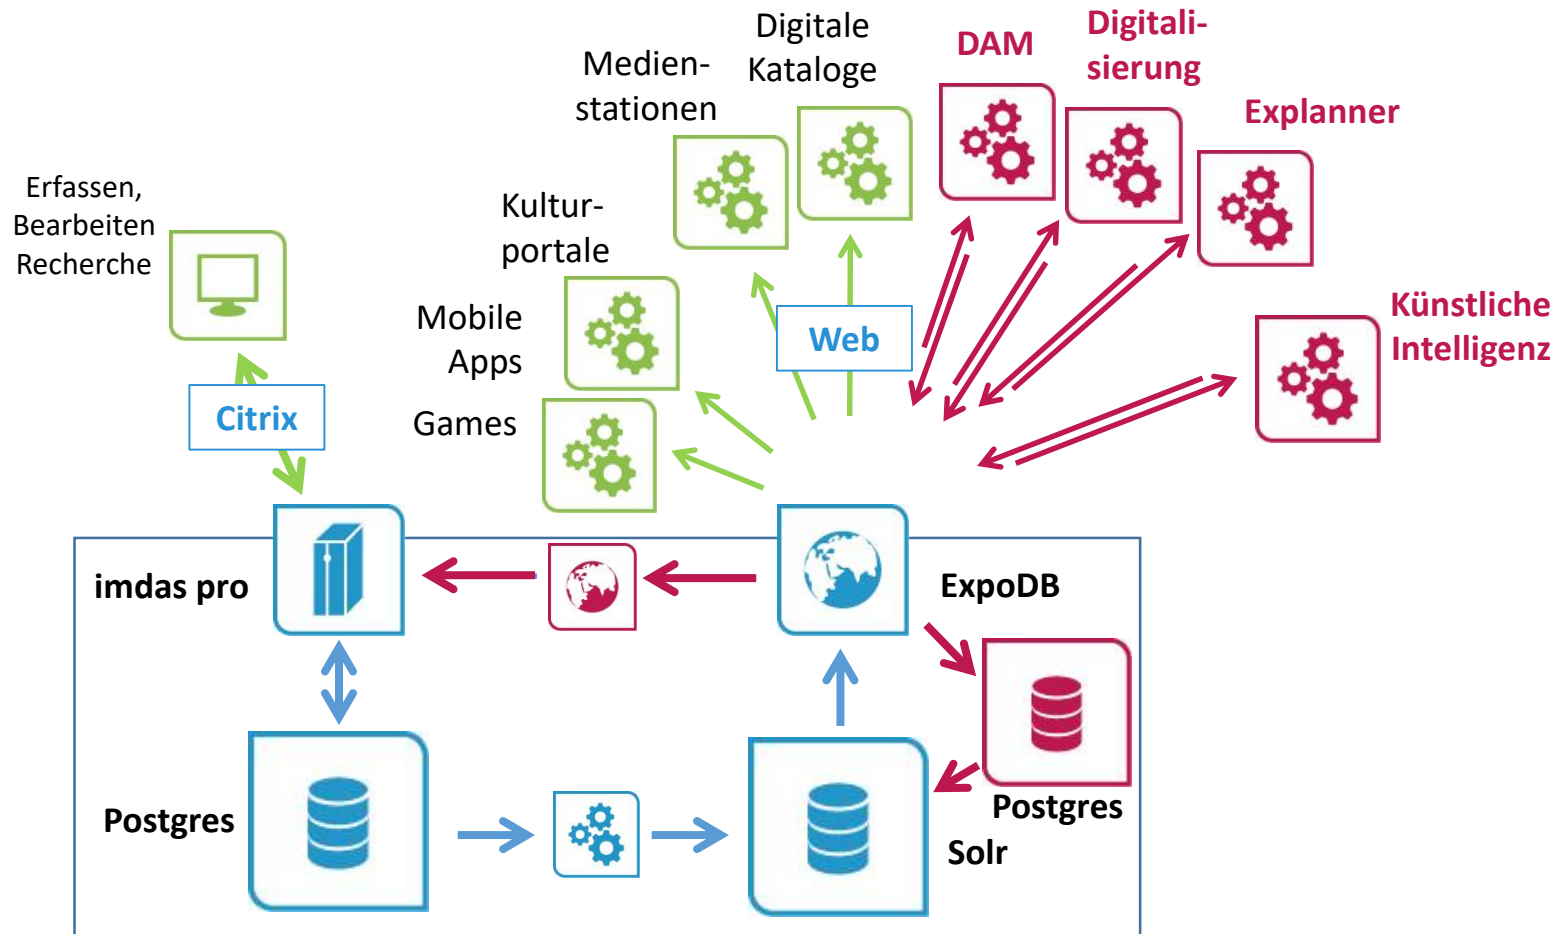 Digitale
Kataloge
DAM
Digitali-
sierung
Medien-
stationen
Explanner
Erfassen,
Bearbeiten
Recherche
Kultur-
portale
Mobile
Apps
Web
Künstliche
Intelligenz
Citrix
Games
imdas pro
ExpoDB
Postgres
Postgres
Solr